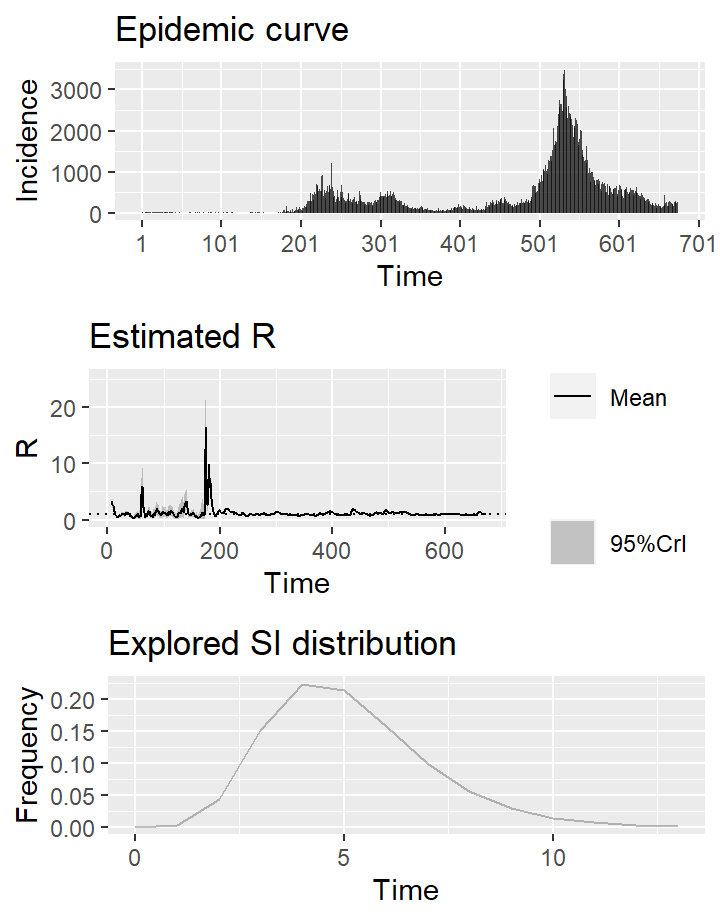 Epidemic curve
Incidence
3000
2000
1000
0
1 101 201 301 401 501 601 701
Time
Estimated R
R
20
10
0
0 200 400 600
Time
Mean
95%CrI
Explored SI distribution
Frequency
0.20
0.15
0.10
0.05
0.00
0 5 10
Time